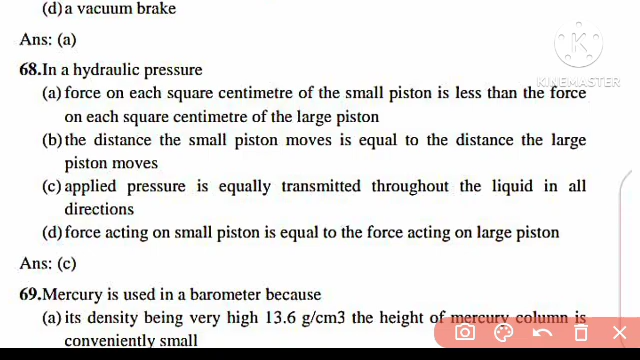 (d) a vacuum brake
Ans: (a)
68. In a hydraulic pressure
(a) force on each square centimetre of the small piston is less than the force
on each square centimetre of the large piston
(b) the distance the small piston moves is equal to the distance the large
piston moves
(c) applied pressure is equally transmitted throughout the liquid in all
directions
(d) force acting on small piston is equal to the force acting on large piston
Ans: (c)
69. Mercury is used in a barometer because
(a) its density being very high 13.6 g/cm3 the height of mercury column is
conveniently small
K
KINEMASTER